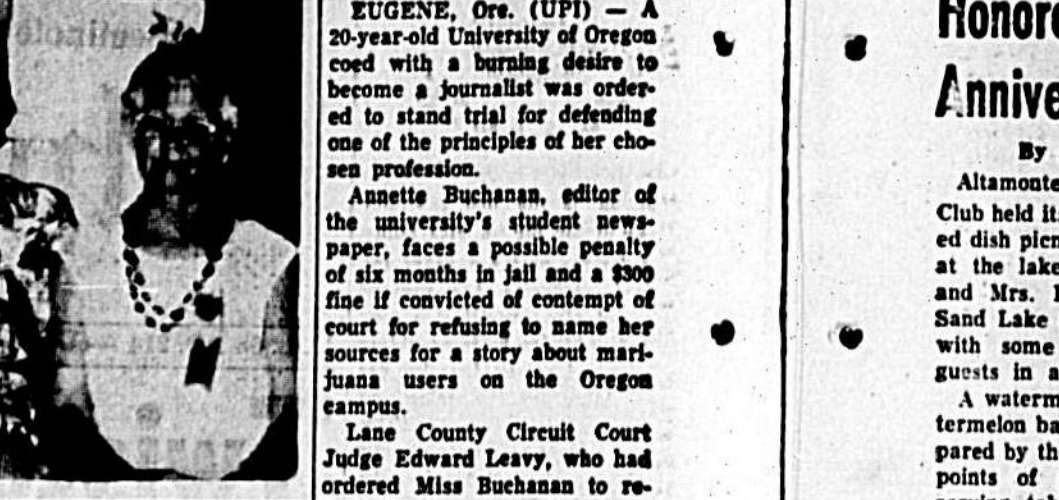 EUGENE, Ore. (UPI) — A
20-year-old University of Oregon
coed with a burning desire to
become a journalist was order-
ed to stand trial for defending
one of the principles of her cho-
sen profession.
Annette Buchanan, editor of
the university's student news-
paper, faces a possible penalty
of six months in jail and a $300
fine if convicted of contempt of
court for refusing to name her
sources for a story about mari-
juana users on the Oregon
campus.
Lane County Circuit Court
Judge Edward Leavy, who had
ordered Miss Buchanan to re-
Honore
Annive
By
Altamonte
Club held it
ed dish picn
at the lake
and Mrs.
Sand Lake
with some
guests in a
A waterm
termelon ba
pared by th
points of